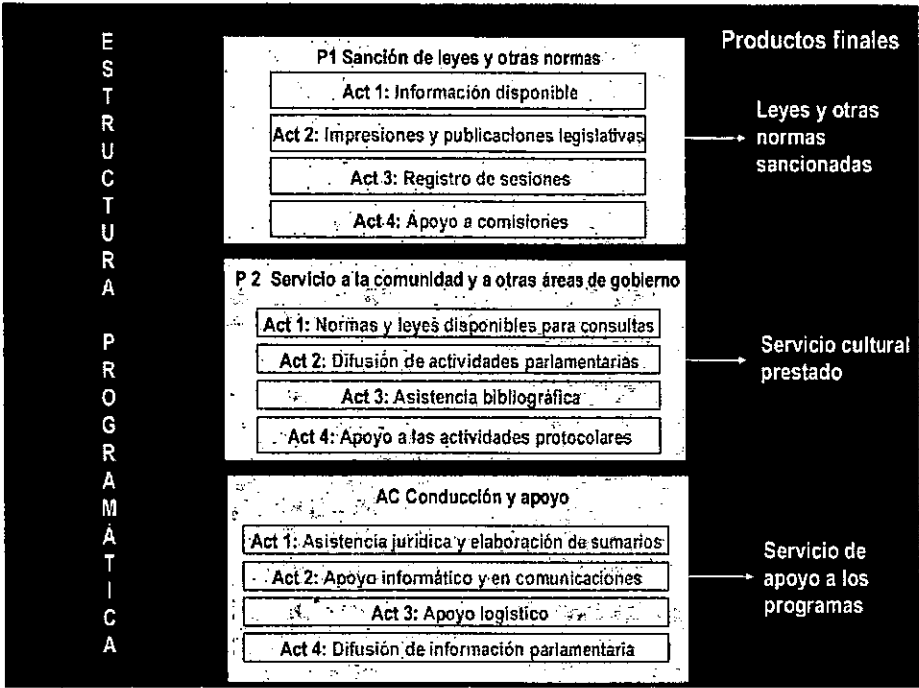 ESTRUCTURA PROGRAMÁTICA
Productos finales
P1 Sanción de leyes y otras normas
Act 1: Información disponible
Act 2: Impresiones y publicaciones legislativas
Act 3: Registro de sesiones
Act 4: Apoyo a comisiones
Leyes y otras
normas
sancionadas
P 2 Servicio a la comunidad y a otras áreas de gobierno
Act 1: Normas y leyes disponibles para consultas
Act 2: Difusión de actividades parlamentarias
Act 3: Asistencia bibliográfica
Act 4: Apoyo a las actividades protocolares
Servicio cultural
prestado
AC Conducción y apoyo
Act 1: Asistencia jurídica y elaboración de sumarios
Act 2: Apoyo informático y en comunicaciones
Act 3: Apoyo logístico
Act 4: Difusión de información parlamentaria
Servicio de
apoyo a los
programas